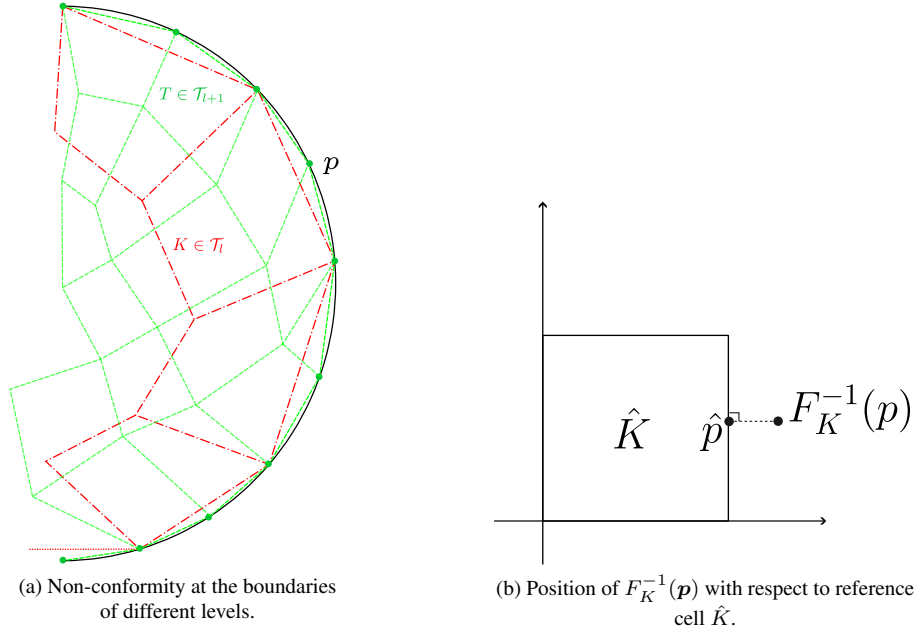 T ∈ 𝒯_{l+1}
p
K ∈ 𝒯_l
K̂
p̂
F_K^{-1}(p)
(a) Non-conformity at the boundaries
of different levels.
(b) Position of F_K^{-1}(p) with respect to reference
cell K̂.